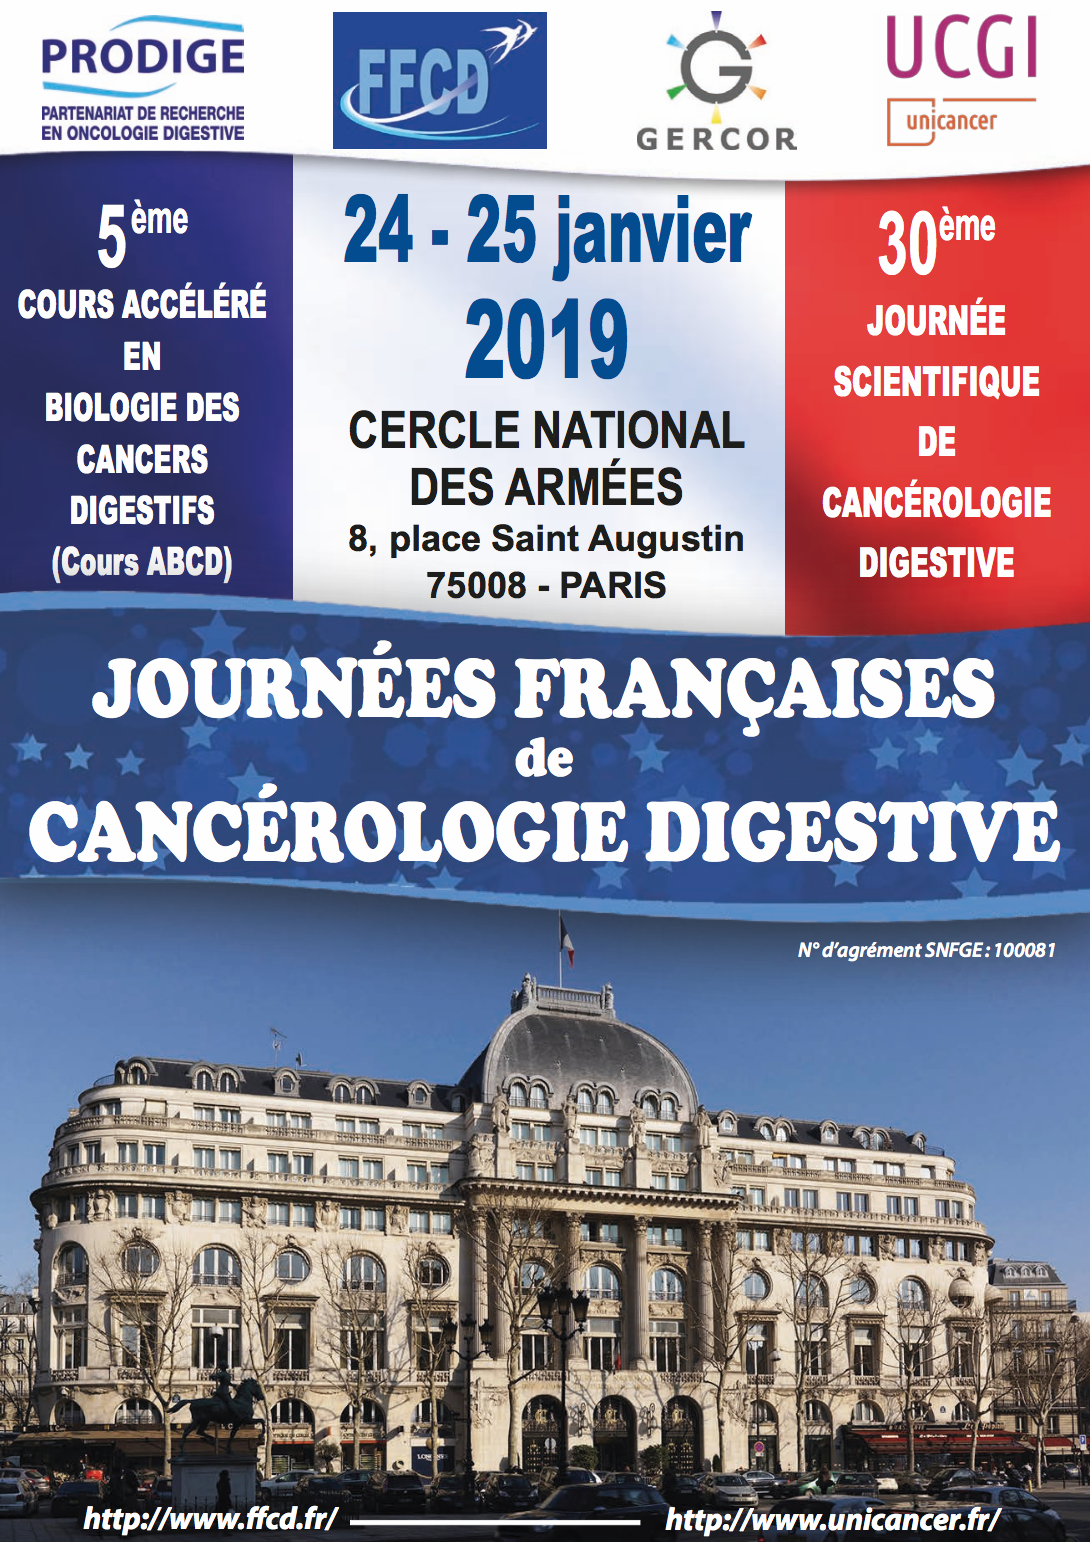 PRODIGE
PARTENARIAT DE RECHERCHE
EN ONCOLOGIE DIGESTIVE
FFCD
GERCOR
UCGI
unicancer
5ème
COURS ACCÉLÉRÉ
EN
BIOLOGIE DES
CANCERS
DIGESTIFS
(Cours ABCD)
24 - 25 janvier
2019
CERCLE NATIONAL
DES ARMÉES
8, place Saint Augustin
75008 - PARIS
30ème
JOURNÉE
SCIENTIFIQUE
DE
CANCÉROLOGIE
DIGESTIVE
JOURNÉES FRANÇAISES
de
CANCÉROLOGIE DIGESTIVE
N° d'agrément SNFGE : 100081
http://www.ffcd.fr/
http://www.unicancer.fr/